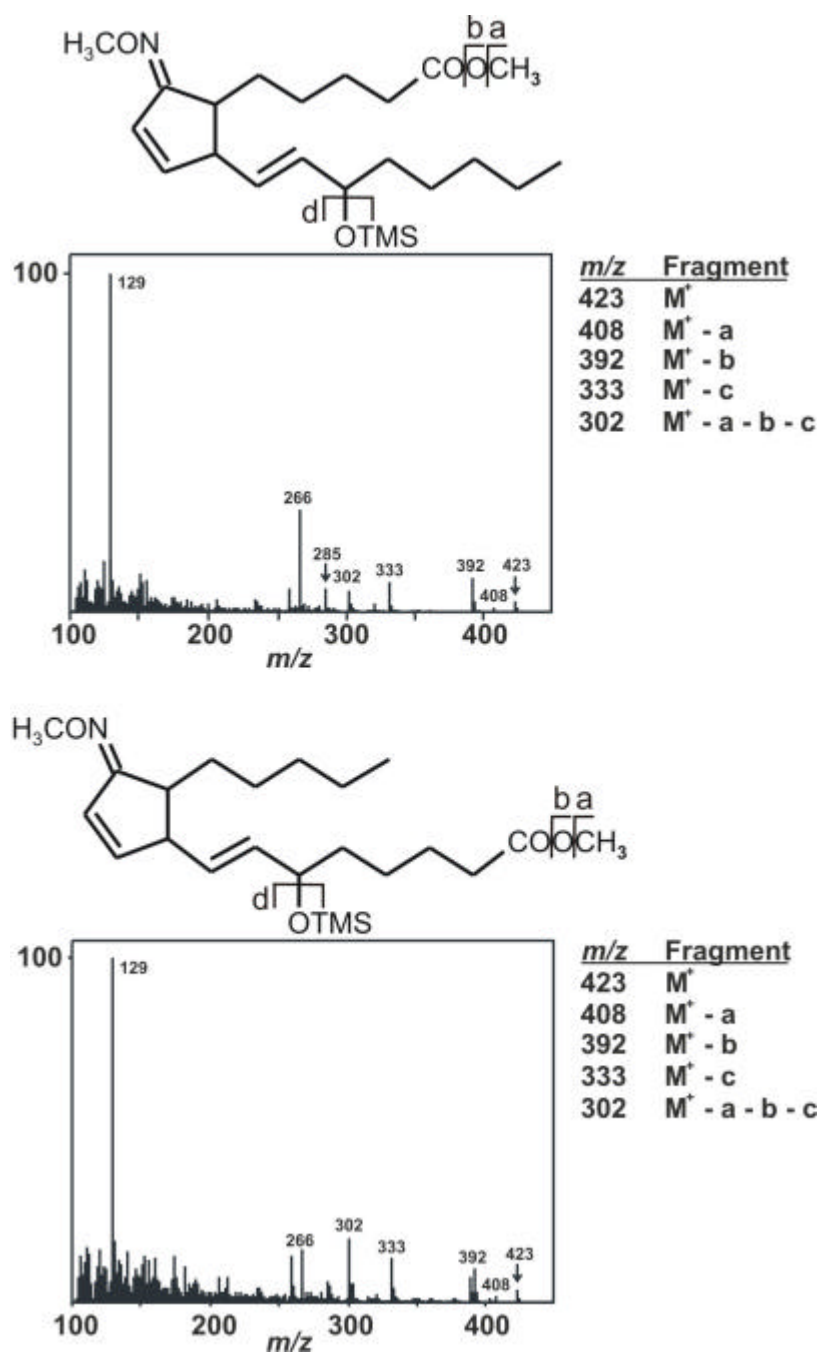 b a
H₃CON
COOCH₃
d
OTMS
100
129
266
285
302
333
392
408
423
100 200 300 400
m/z
m/z Fragment
423 M⁺
408 M⁺ - a
392 M⁺ - b
333 M⁺ - c
302 M⁺ - a - b - c
H₃CON
b a
COOCH₃
d
OTMS
100
129
266
302
333
392
408
423
100 200 300 400
m/z
m/z Fragment
423 M⁺
408 M⁺ - a
392 M⁺ - b
333 M⁺ - c
302 M⁺ - a - b - c